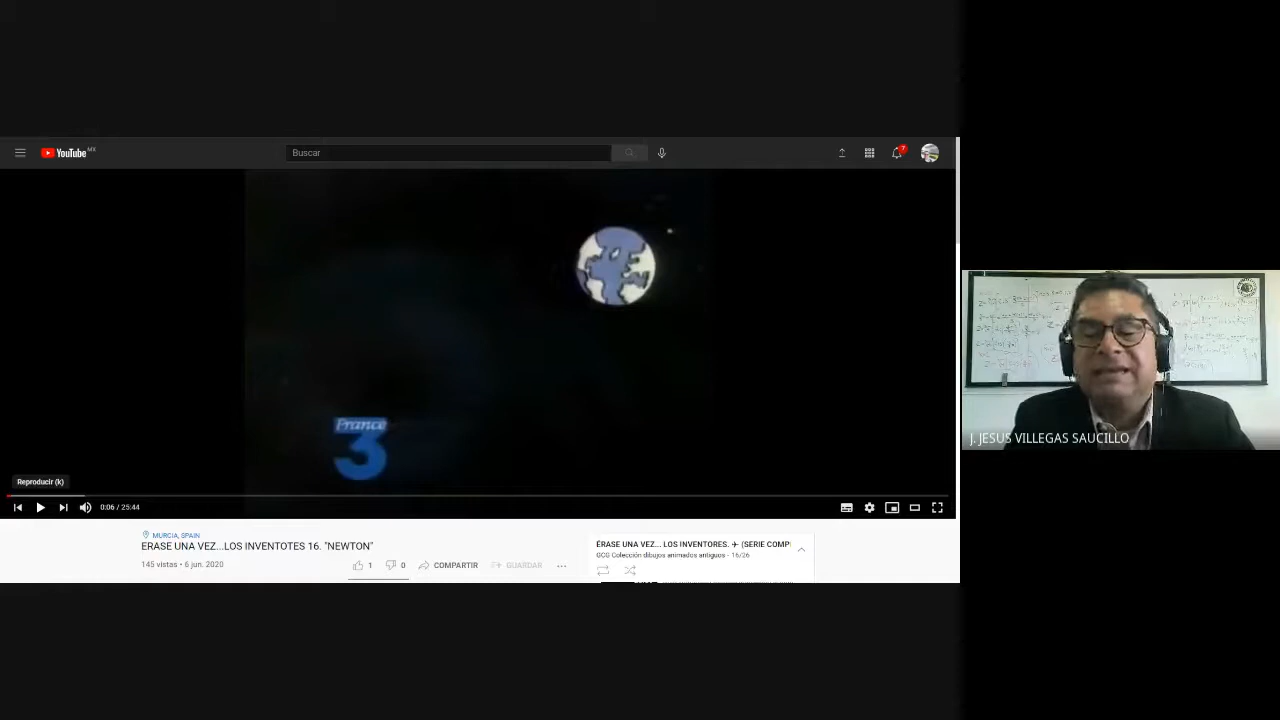 YouTube MX
Buscar
7
France
3
Reproducir (k)
0:06 / 25:44
MURCIA, SPAIN
ERASE UNA VEZ...LOS INVENTOTES 16. "NEWTON"
145 vistas • 6 jun. 2020
1
0
COMPARTIR
GUARDAR
ÉRASE UNA VEZ... LOS INVENTORES. ✈ (SERIE COMP
GCG Colección dibujos animados antiguos - 16/26
J. JESUS VILLEGAS SAUCILLO